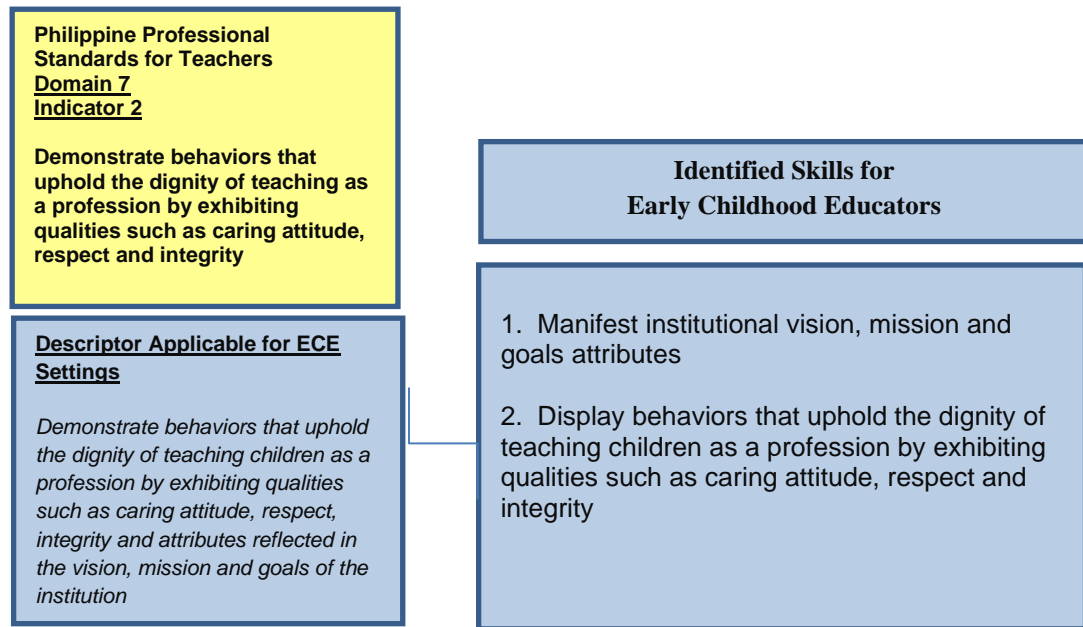 Philippine Professional
Standards for Teachers
Domain 7
Indicator 2
Demonstrate behaviors that
uphold the dignity of teaching as
a profession by exhibiting
qualities such as caring attitude,
respect and integrity
Descriptor Applicable for ECE
Settings
Demonstrate behaviors that uphold
the dignity of teaching children as a
profession by exhibiting qualities
such as caring attitude, respect,
integrity and attributes reflected in
the vision, mission and goals of the
institution
Identified Skills for
Early Childhood Educators
1. Manifest institutional vision, mission and
goals attributes
2. Display behaviors that uphold the dignity of
teaching children as a profession by exhibiting
qualities such as caring attitude, respect and
integrity